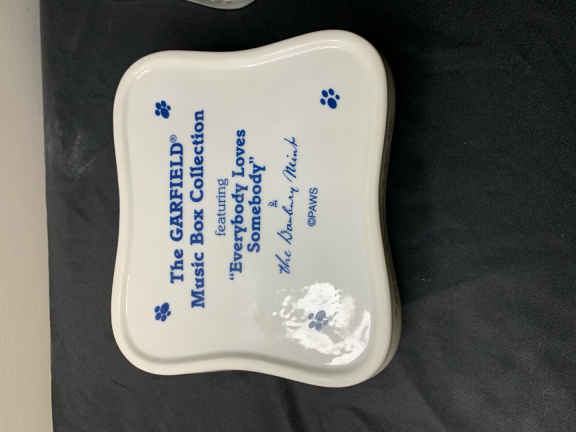 The GARFIELD®
Music Box Collection
featuring
"Everybody Loves
Somebody"
&
the Danbury Mint
©PAWS